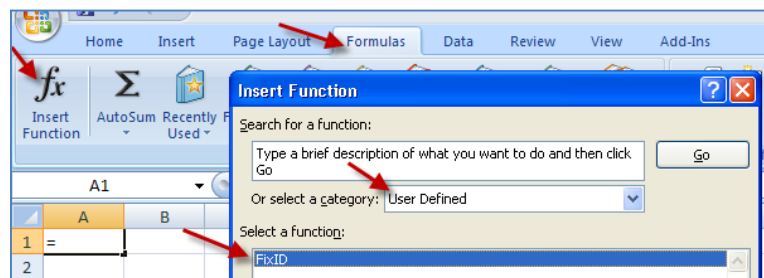 Home Insert Page Layout Formulas Data Review View Add-Ins
fx Σ
Insert Function
Insert AutoSum Recently F
Function Used
Search for a function:
Type a brief description of what you want to do and then click
Go
Go
A1
Or select a category: User Defined
A B
Select a function:
1 =
FixID
2